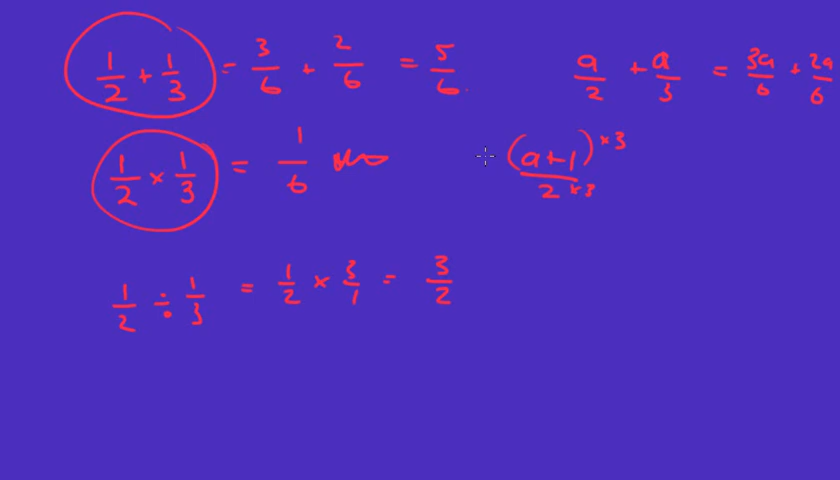 1/2 + 1/3 = 3/6 + 2/6 = 5/6
a/2 + a/3 = 3a/6 + 2a/6
1/2 × 1/3 = 1/6
(a+1)×3 / 2×3
1/2 ÷ 1/3 = 1/2 × 3/1 = 3/2